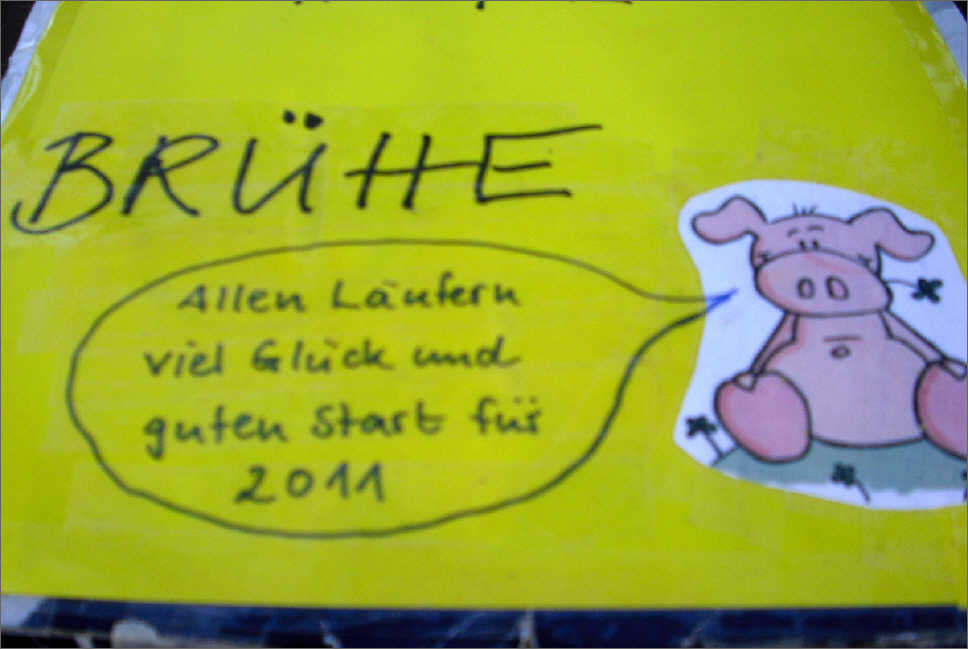 BRÜHE
Allen Läufern
viel Glück und
guten Start für
2011